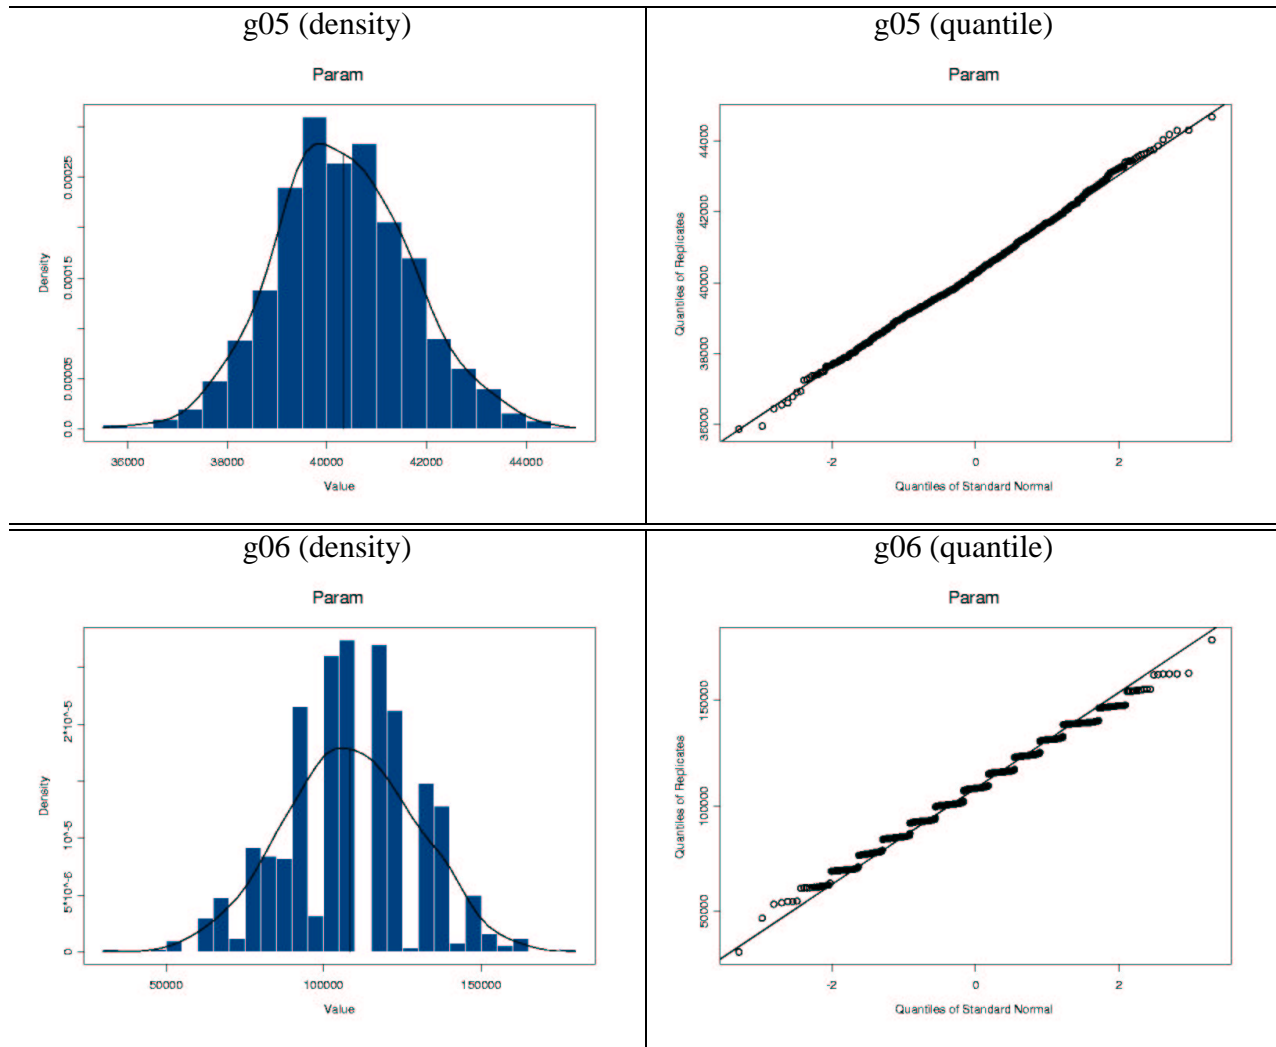 g05 (density)
Param
Density
0.0
0.00005
0.00015
0.00025
36000 38000 40000 42000 44000
Value
g05 (quantile)
Param
Quantiles of Replicates
36000 38000 40000 42000 44000
-2 0 2
Quantiles of Standard Normal
g06 (density)
Param
Density
0 5*10^-6 10^-5 2*10^-5
50000 100000 150000
Value
g06 (quantile)
Param
Quantiles of Replicates
50000 100000 150000
-2 0 2
Quantiles of Standard Normal